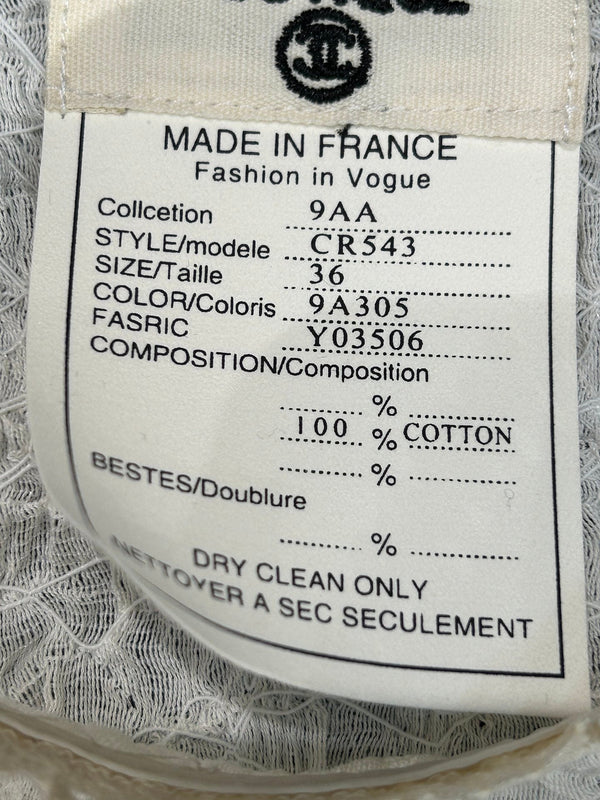 MADE IN FRANCE
Fashion in Vogue
Collcetion 9AA
STYLE/modele CR543
SIZE/Taille 36
COLOR/Coloris 9A305
FASRIC Y03506
COMPOSITION/Composition
%
100 % COTTON
%
BESTES/Doublure
%
DRY CLEAN ONLY
NETTOYER A SEC SECULEMENT